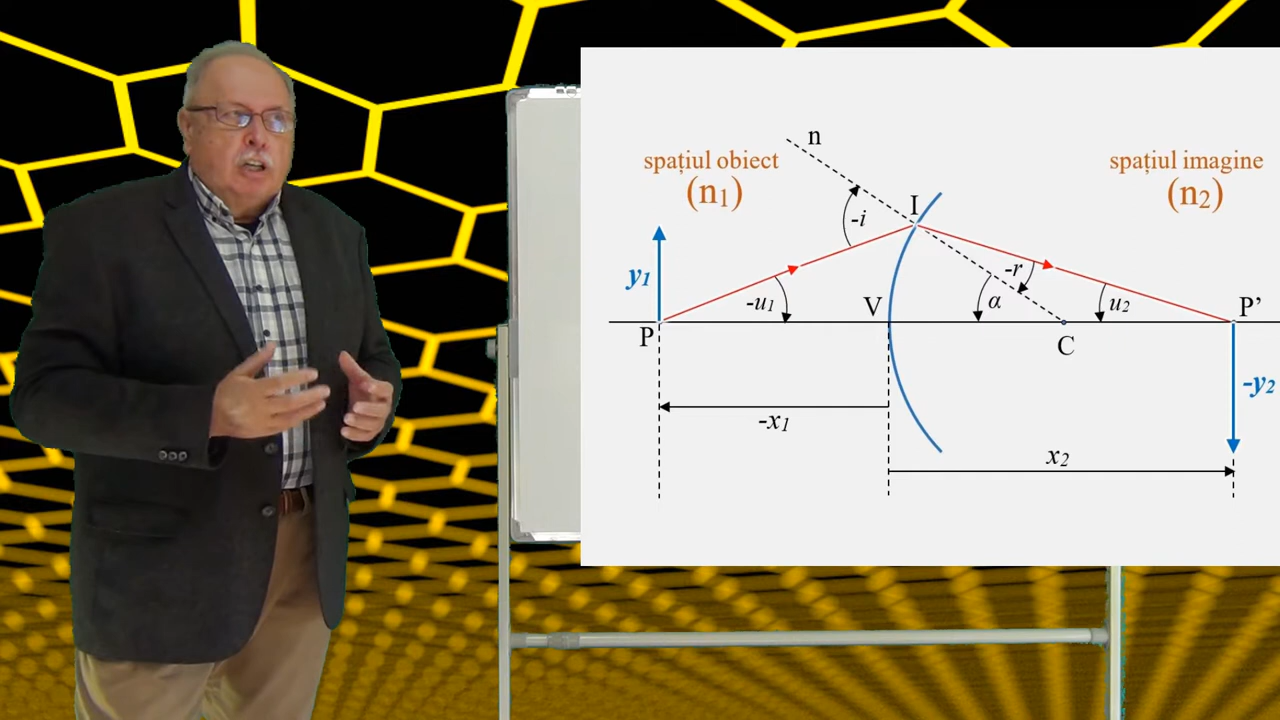 n
spațiul obiect
(n1)
spațiul imagine
(n2)
I
-i
y1
-u1
V
-r
α
u2
P'
P
C
-y2
-x1
x2